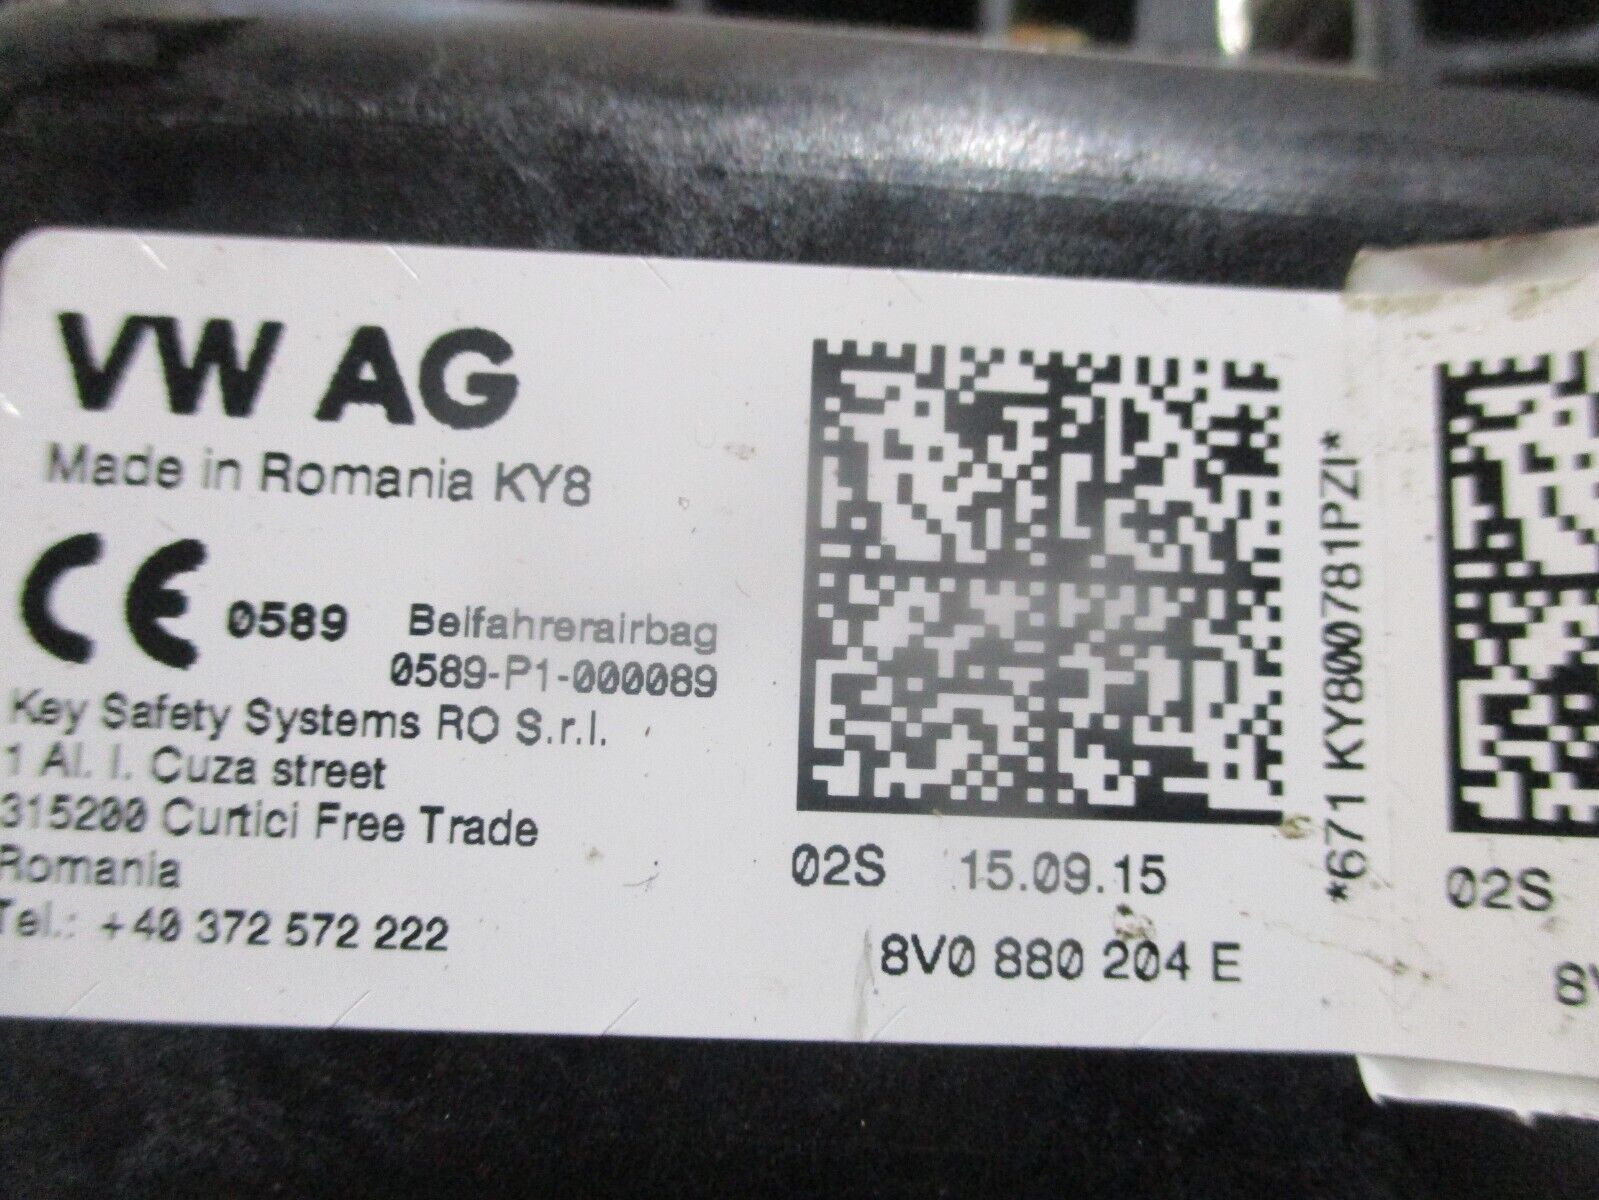 VW AG
Made in Romania KY8
CE 0589 Beifahrerairbag
0589-P1-000089
Key Safety Systems RO S.r.l.
1 Al. I. Cuza street
315200 Curtici Free Trade
Romania
Tel.: +40 372 572 222
02S 15.09.15
8V0 880 204 E
*671 KY8000781PZI*
02S
8V